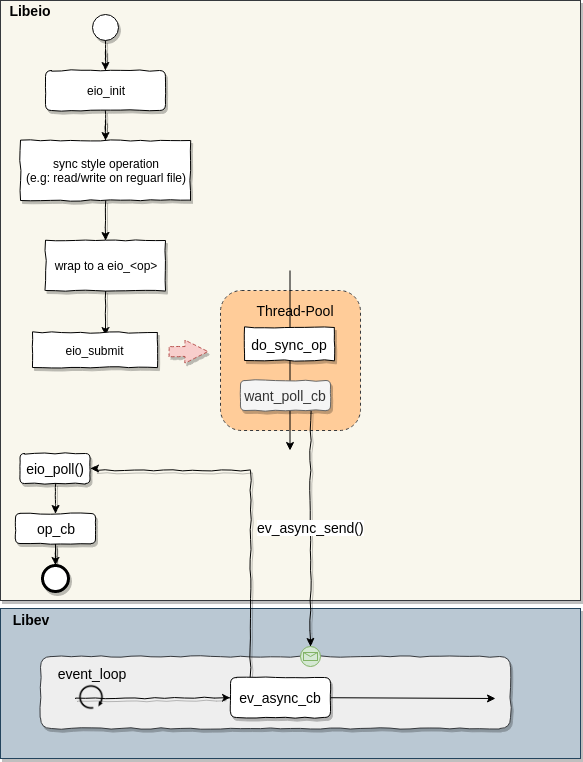 Libeio
eio_init
sync style operation
(e.g: read/write on reguarl file)
wrap to a eio_<op>
eio_submit
Thread-Pool
do_sync_op
want_poll_cb
eio_poll()
op_cb
ev_async_send()
Libev
event_loop
ev_async_cb